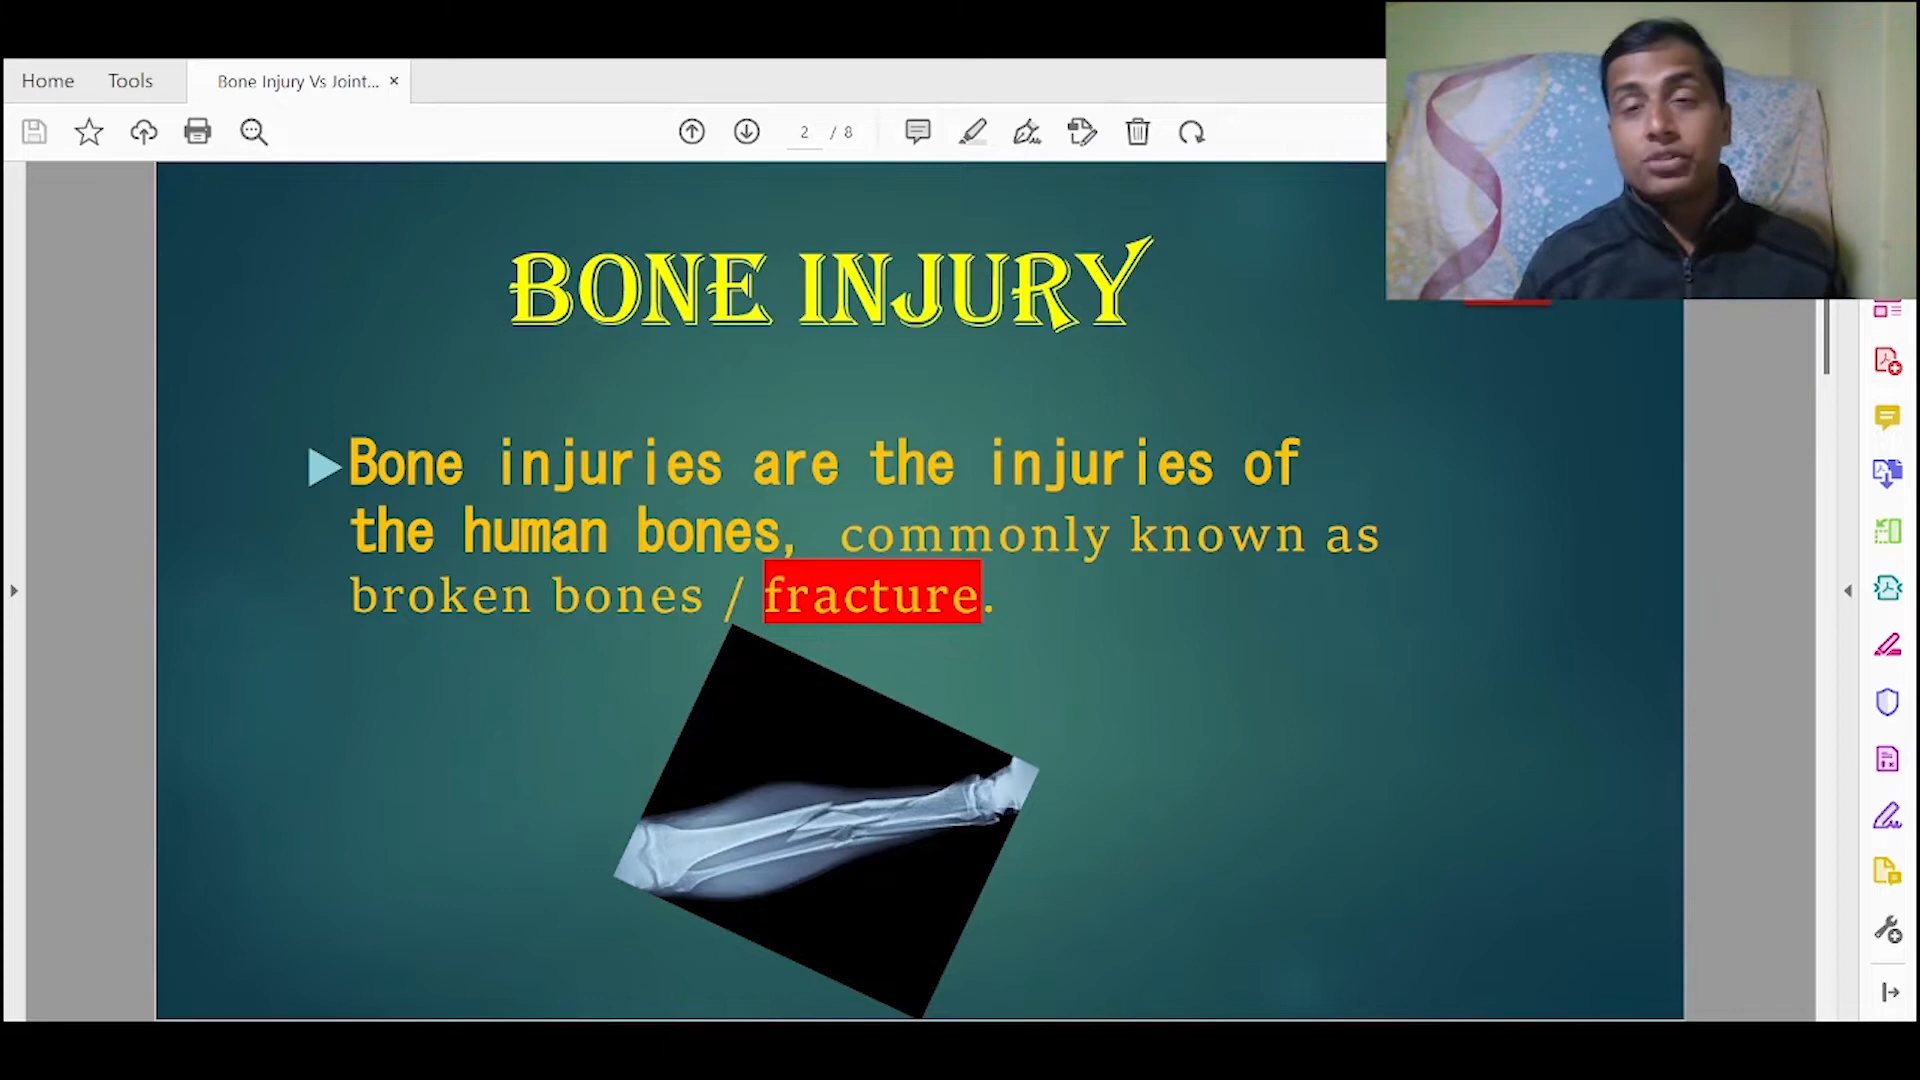 Home Tools Bone Injury Vs Joint... ×
2 / 8
BONE INJURY
Bone injuries are the injuries of
the human bones, commonly known as
broken bones / fracture.